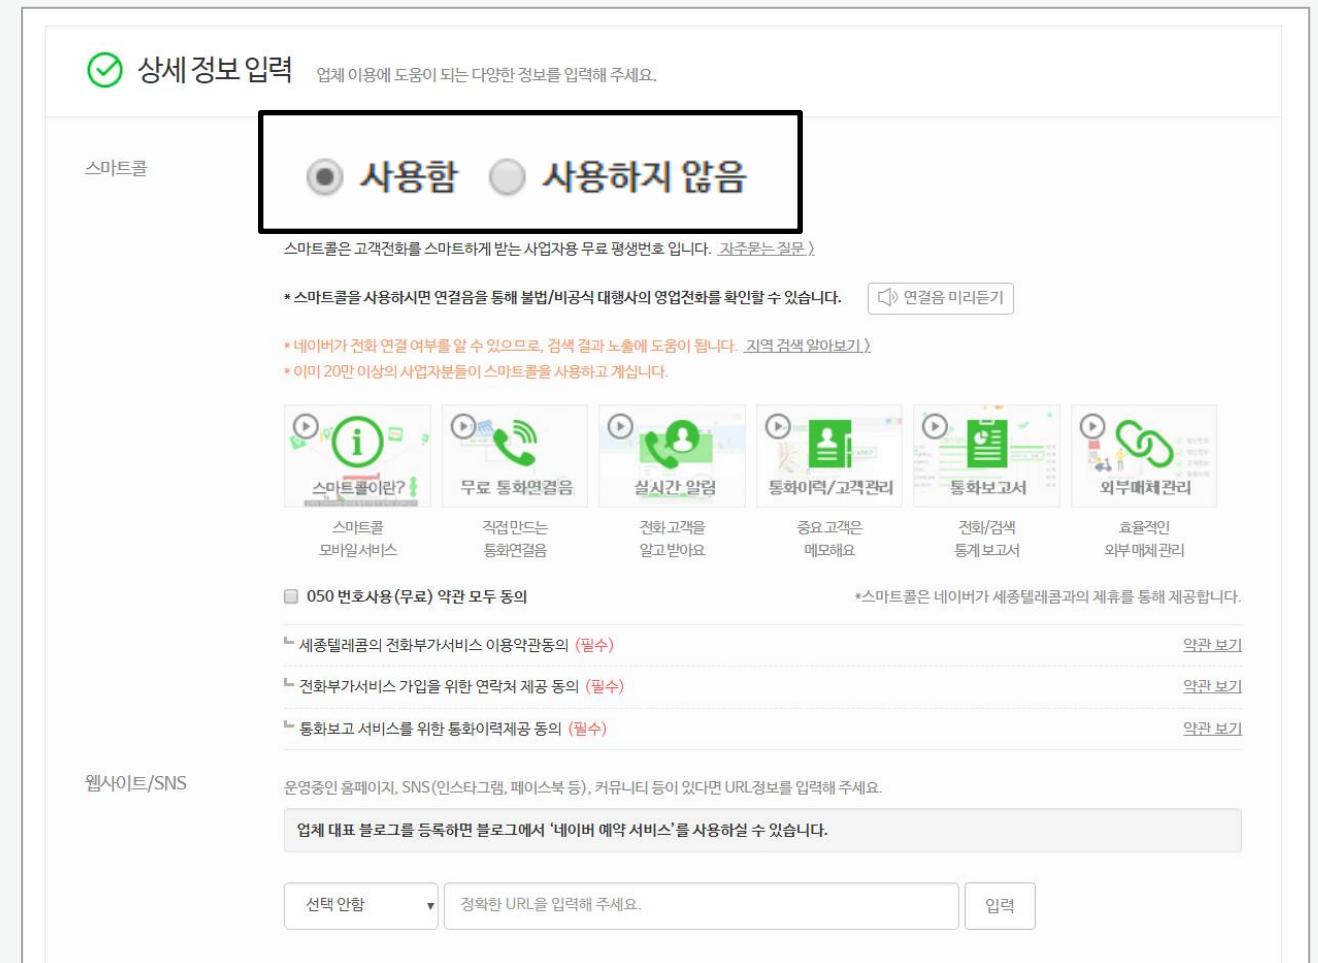 상세 정보 입력 업체 이용에 도움이 되는 다양한 정보를 입력해 주세요.
스마트콜
사용함 사용하지 않음
스마트콜은 고객전화를 스마트하게 받는 사업자용 무료 평생번호 입니다. 자주묻는 질문 〉
* 스마트콜을 사용하시면 연결음을 통해 불법/비공식 대행사의 영업전화를 확인할 수 있습니다. 연결음 미리듣기
* 네이버가 전화 연결 여부를 알 수 있으므로, 검색 결과 노출에 도움이 됩니다. 지역 검색 알아보기 〉
* 이미 20만 이상의 사업자분들이 스마트콜을 사용하고 계십니다.
스마트콜이란? 무료 통화연결음 실시간 알림 통화이력/고객관리 통화보고서 외부매체관리
스마트콜 직접 만드는 전화 고객을 중요 고객은 전화/검색 효율적인
모바일 서비스 통화연결음 알고 받아요 메모해요 통계 보고서 외부 매체 관리
050 번호사용(무료) 약관 모두 동의 *스마트콜은 네이버가 세종텔레콤과의 제휴를 통해 제공합니다.
세종텔레콤의 전화부가서비스 이용약관동의 (필수) 약관 보기
전화부가서비스 가입을 위한 연락처 제공 동의 (필수) 약관 보기
통화보고 서비스를 위한 통화이력제공 동의 (필수) 약관 보기
웹사이트/SNS
운영중인 홈페이지, SNS(인스타그램, 페이스북 등), 커뮤니티 등이 있다면 URL정보를 입력해 주세요.
업체 대표 블로그를 등록하면 블로그에서 ‘네이버 예약 서비스’를 사용하실 수 있습니다.
선택 안함 정확한 URL을 입력해 주세요. 입력